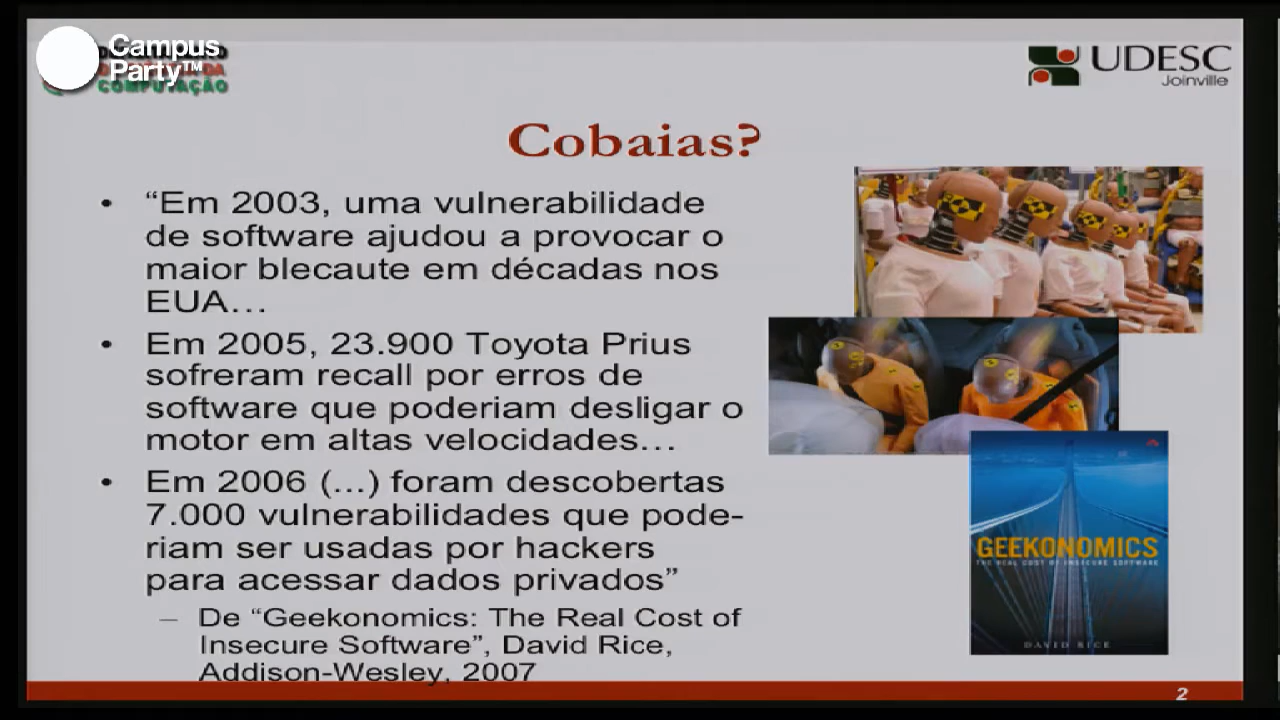 Campus
Party™
COMPUTAÇÃO
UDESC
Joinville
Cobaias?
• “Em 2003, uma vulnerabilidade
de software ajudou a provocar o
maior blecaute em décadas nos
EUA…
• Em 2005, 23.900 Toyota Prius
sofreram recall por erros de
software que poderiam desligar o
motor em altas velocidades…
• Em 2006 (...) foram descobertas
7.000 vulnerabilidades que pode-
riam ser usadas por hackers
para acessar dados privados”
– De “Geekonomics: The Real Cost of
Insecure Software”, David Rice,
Addison-Wesley, 2007
GEEKONOMICS
THE REAL COST OF INSECURE SOFTWARE
DAVID RICE
2